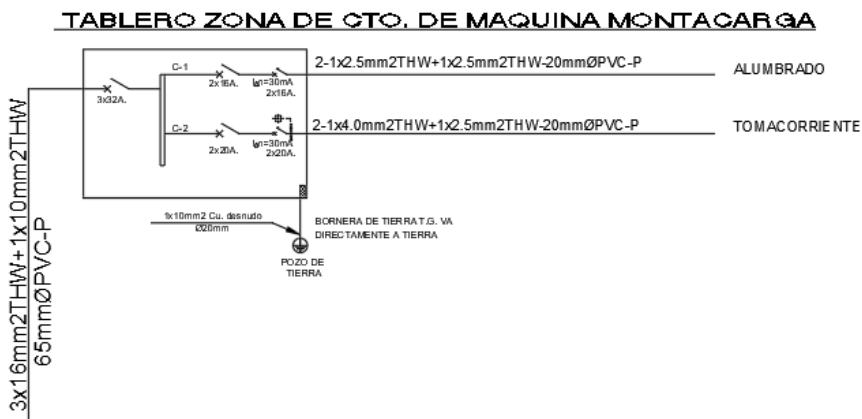 TABLERO ZONA DE CTO. DE MAQUINA MONTACARGA
C-1
3x32A.
2x16A.
In=30mA
2x16A.
2-1x2.5mm2THW+1x2.5mm2THW-20mmØPVC-P
ALUMBRADO
C-2
2x20A.
In=30mA
2x20A.
2-1x4.0mm2THW+1x2.5mm2THW-20mmØPVC-P
TOMACORRIENTE
1x10mm2 Cu. desnudo
Ø20mm
BORNERA DE TIERRA T.G. VA
DIRECTAMENTE A TIERRA
POZO DE
TIERRA
3x16mm2THW+1x10mm2THW
65mmØPVC-P